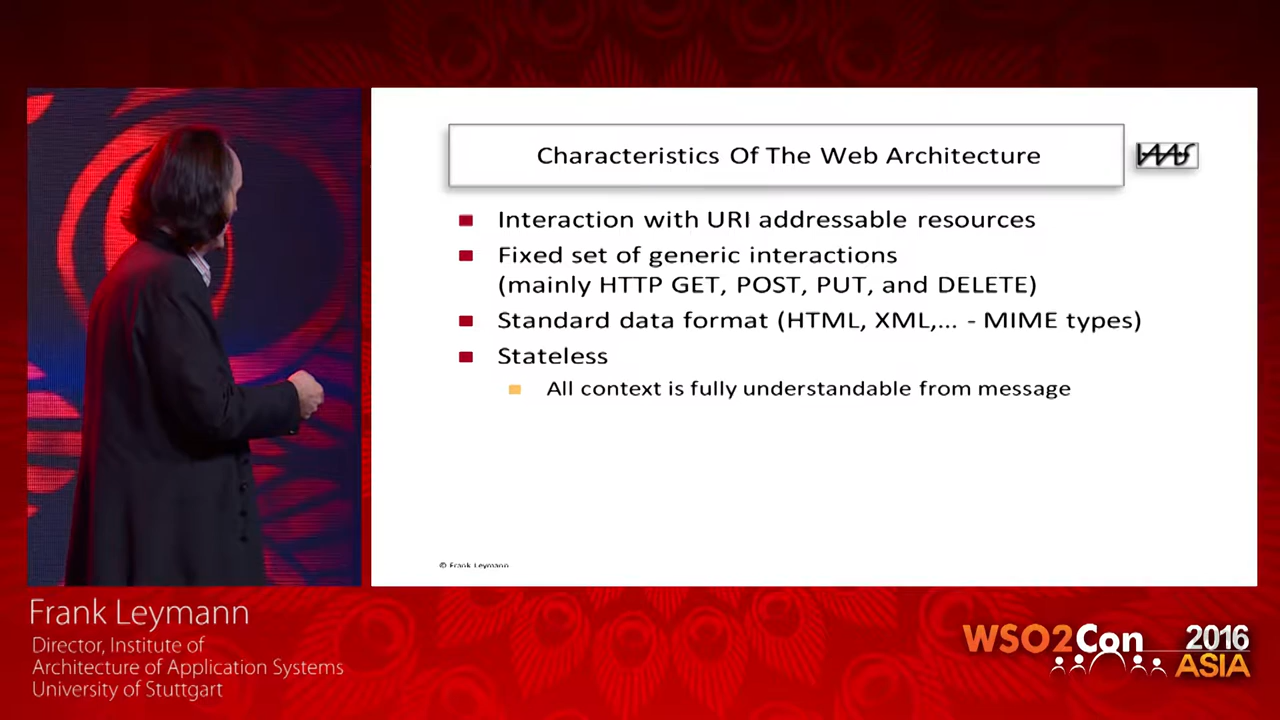 Characteristics Of The Web Architecture
IAAS
Interaction with URI addressable resources
Fixed set of generic interactions
(mainly HTTP GET, POST, PUT, and DELETE)
Standard data format (HTML, XML,... - MIME types)
Stateless
All context is fully understandable from message
© Frank Leymann
Frank Leymann
Director, Institute of
Architecture of Application Systems
University of Stuttgart
WSO2Con 2016
ASIA